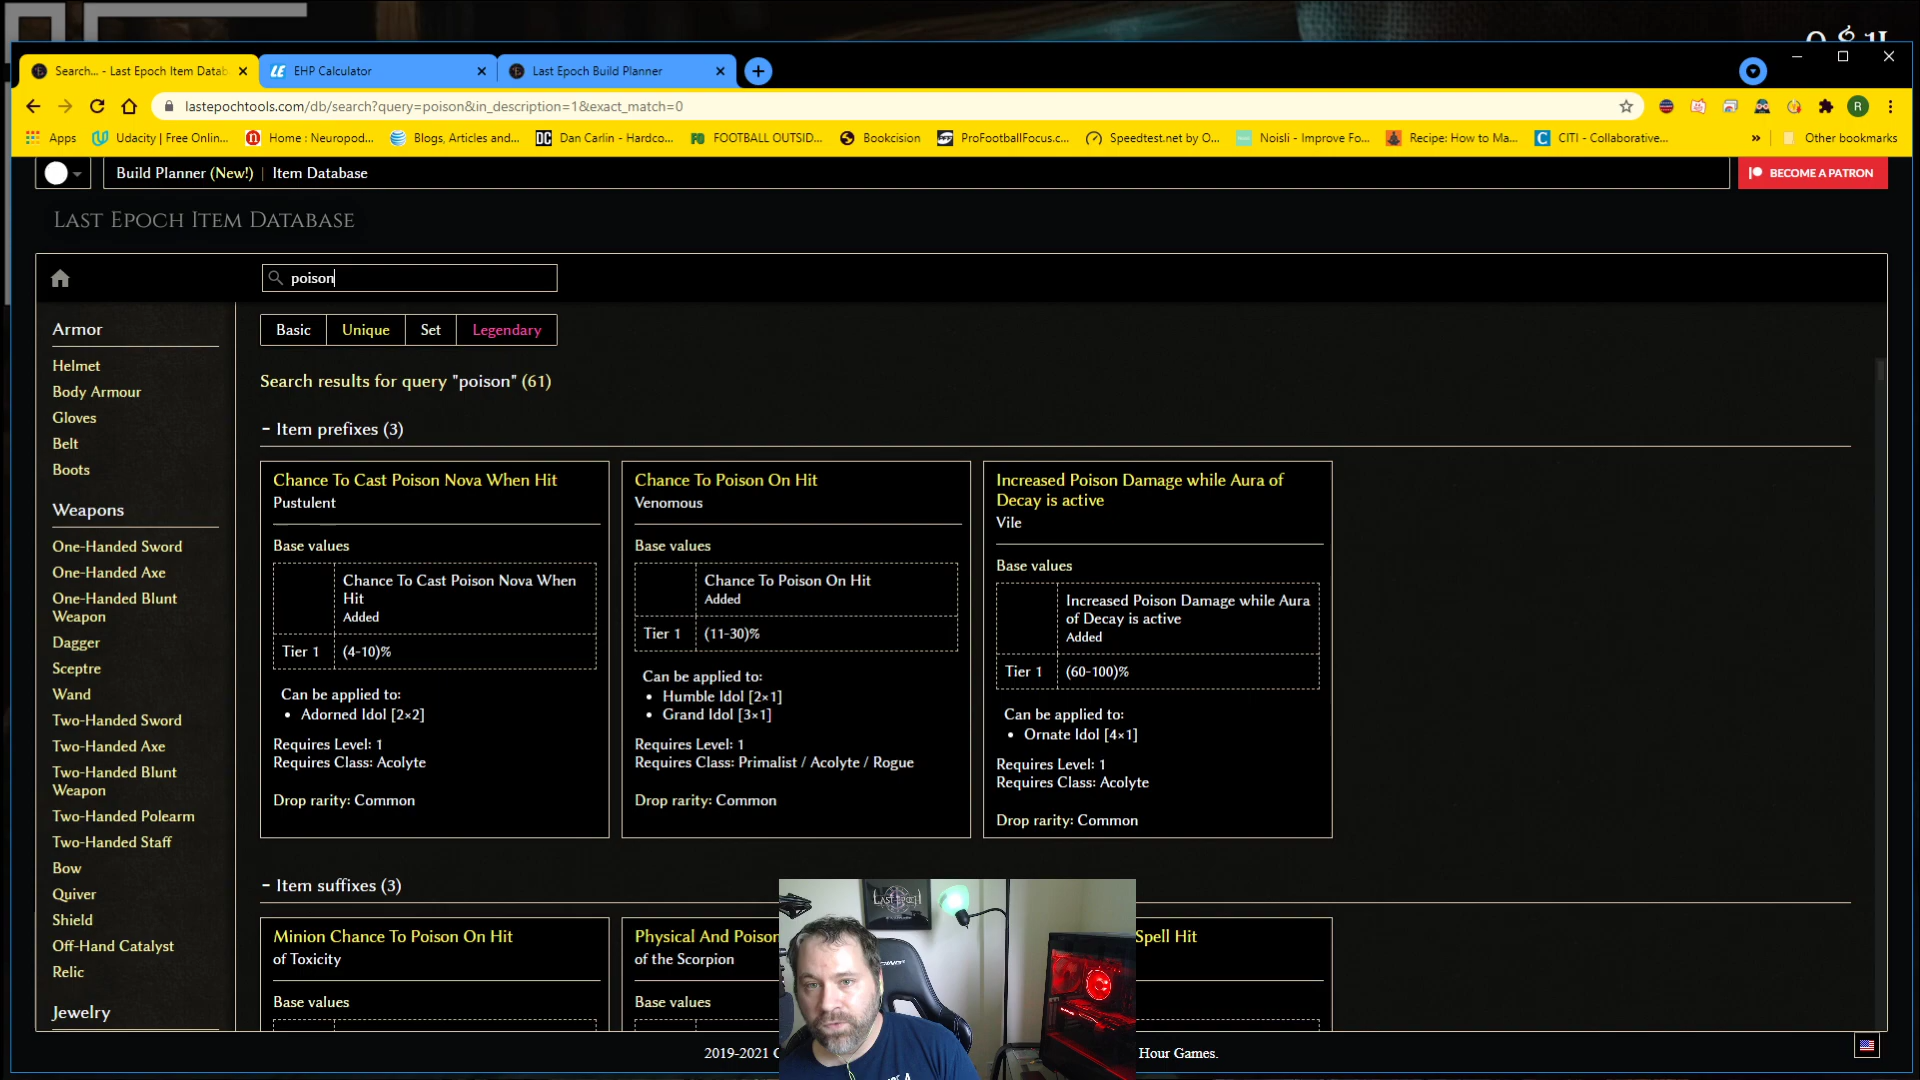 Search... - Last Epoch Item Datab
EHP Calculator
Last Epoch Build Planner
lastepochtools.com/db/search?query=poison&in_description=1&exact_match=0
R
Apps
Udacity | Free Onlin...
Home : Neuropod...
Blogs, Articles and...
Dan Carlin - Hardco...
FOOTBALL OUTSID...
Bookcision
ProFootballFocus.c...
Speedtest.net by O...
Noisli - Improve Fo...
Recipe: How to Ma...
CITI - Collaborative...
Other bookmarks
Build Planner (New!) | Item Database
BECOME A PATRON
LAST EPOCH ITEM DATABASE
poison
Basic
Unique
Set
Legendary
Search results for query "poison" (61)
Armor
Helmet
Body Armour
Gloves
Belt
Boots
Weapons
One-Handed Sword
One-Handed Axe
One-Handed Blunt
Weapon
Dagger
Sceptre
Wand
Two-Handed Sword
Two-Handed Axe
Two-Handed Blunt
Weapon
Two-Handed Polearm
Two-Handed Staff
Bow
Quiver
Shield
Off-Hand Catalyst
Relic
Jewelry
− Item prefixes (3)
Chance To Cast Poison Nova When Hit
Pustulent
Base values
Chance To Cast Poison Nova When
Hit
Added
Tier 1 (4-10)%
Can be applied to:
• Adorned Idol [2×2]
Requires Level: 1
Requires Class: Acolyte
Drop rarity: Common
Chance To Poison On Hit
Venomous
Base values
Chance To Poison On Hit
Added
Tier 1 (11-30)%
Can be applied to:
• Humble Idol [2×1]
• Grand Idol [3×1]
Requires Level: 1
Requires Class: Primalist / Acolyte / Rogue
Drop rarity: Common
Increased Poison Damage while Aura of
Decay is active
Vile
Base values
Increased Poison Damage while Aura
of Decay is active
Added
Tier 1 (60-100)%
Can be applied to:
• Ornate Idol [4×1]
Requires Level: 1
Requires Class: Acolyte
Drop rarity: Common
− Item suffixes (3)
Minion Chance To Poison On Hit
of Toxicity
Base values
Physical And Poison
of the Scorpion
Base values
Spell Hit
LAST EPOCH
2019-2021
Hour Games.